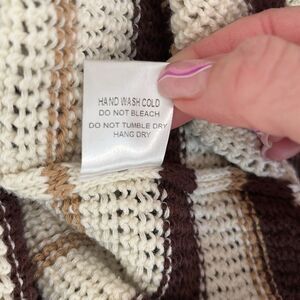 HAND WASH COLD
DO NOT BLEACH
DO NOT TUMBLE DRY
HANG DRY